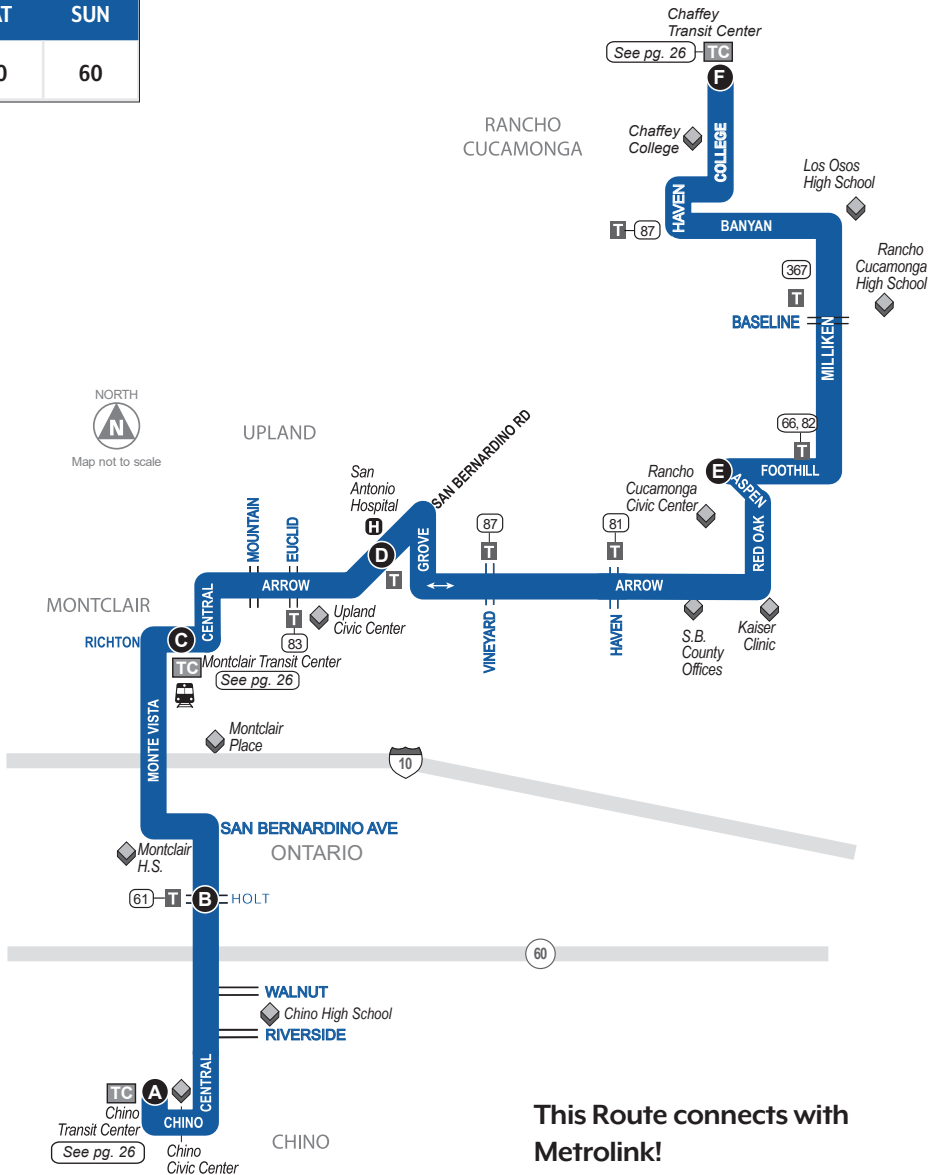 SUN
60
Chaffey
Transit Center
See pg. 26
TC
F
RANCHO
CUCAMONGA
Chaffey
College
COLLEGE
Los Osos
High School
HAVEN
T
87
BANYAN
367
T
Rancho
Cucamonga
High School
BASELINE
MILLIKEN
NORTH
N
Map not to scale
UPLAND
SAN BERNARDINO RD
66, 82
T
San
Antonio
Hospital
H
Rancho
Cucamonga
Civic Center
E
ASPEN
FOOTHILL
MOUNTAIN
EUCLID
D
T
GROVE
87
T
81
T
RED OAK
MONTCLAIR
CENTRAL
ARROW
ARROW
T
83
Upland
Civic Center
VINEYARD
HAVEN
S.B.
County
Offices
Kaiser
Clinic
RICHTON
C
TC
Montclair Transit Center
See pg. 26
MONTE VISTA
Montclair
Place
10
SAN BERNARDINO AVE
ONTARIO
Montclair
H.S.
61
T
B
HOLT
60
WALNUT
Chino High School
RIVERSIDE
CENTRAL
TC
A
Chino
Transit Center
See pg. 26
CHINO
Chino
Civic Center
CHINO
This Route connects with
Metrolink!